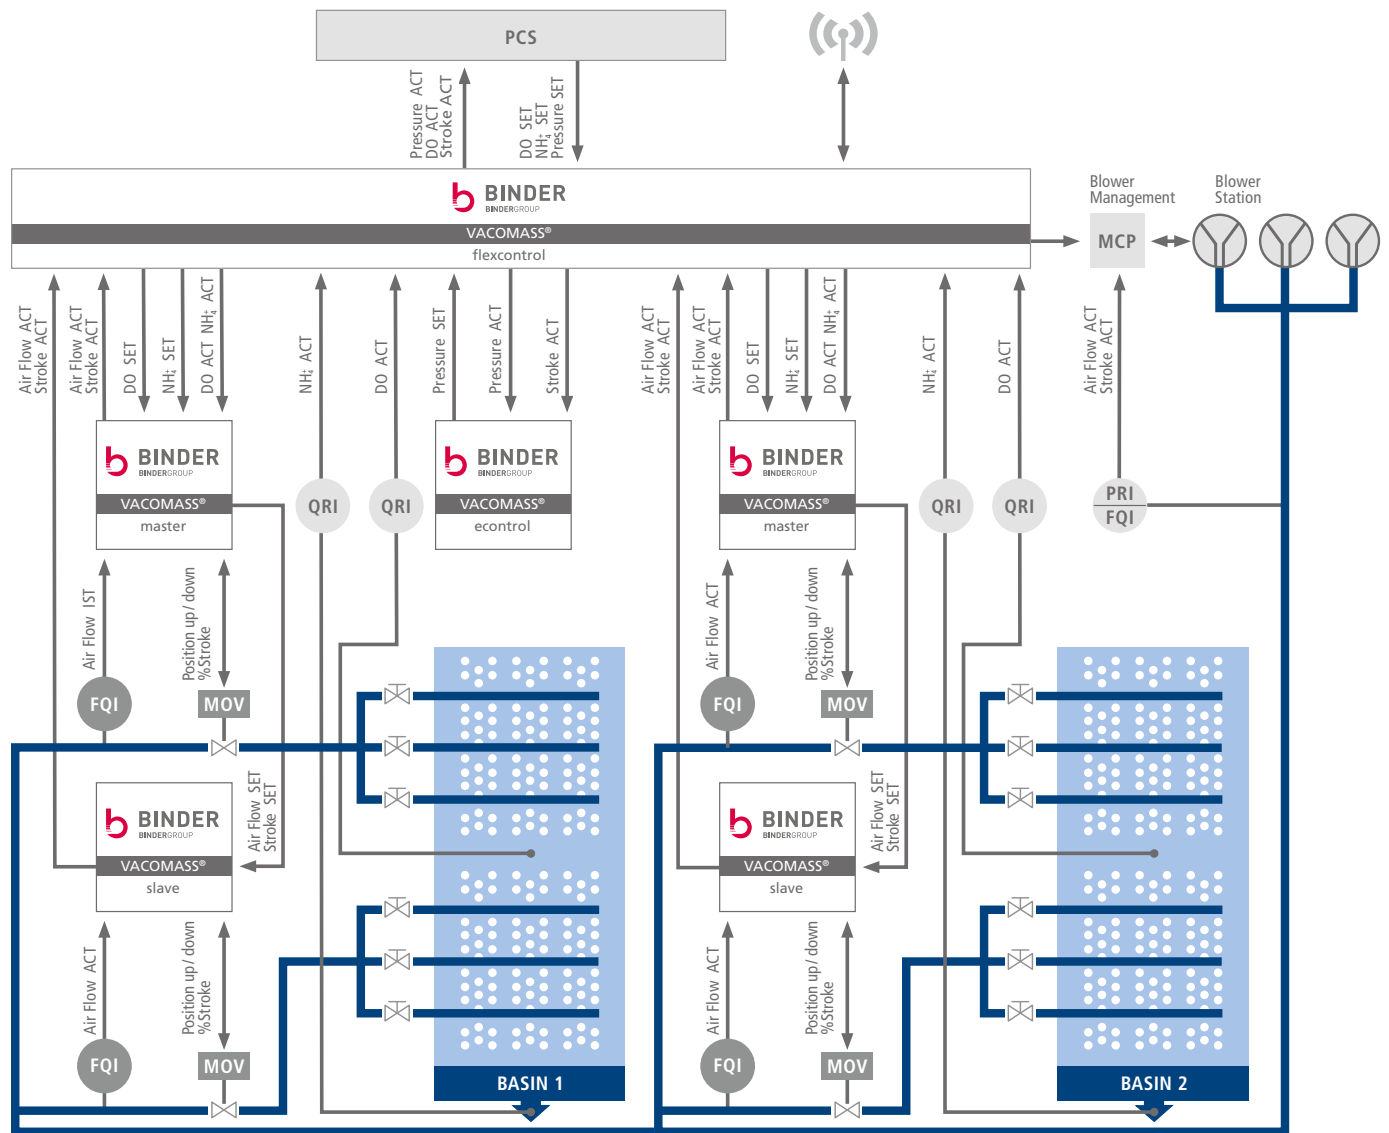 PCS
Pressure ACT
DO ACT
Stroke ACT
DO SET
NH₄⁺ SET
Pressure SET
BINDER
BINDERGROUP
VACOMASS®
flexcontrol
Blower
Management
Blower
Station
MCP
Air Flow ACT
Stroke ACT
Air Flow ACT
Stroke ACT
DO SET
NH₄⁺ SET
DO ACT NH₄⁺ ACT
NH₄⁺ ACT
DO ACT
Pressure SET
Pressure ACT
Stroke ACT
Air Flow ACT
Stroke ACT
Air Flow ACT
Stroke ACT
DO SET
NH₄⁺ SET
DO ACT NH₄⁺ ACT
NH₄⁺ ACT
DO ACT
Air Flow ACT
Stroke ACT
BINDER
BINDERGROUP
VACOMASS®
master
QRI
QRI
BINDER
BINDERGROUP
VACOMASS®
econtrol
BINDER
BINDERGROUP
VACOMASS®
master
QRI
QRI
PRI
FQI
Air Flow IST
Position up/down
%Stroke
Air Flow ACT
Position up/down
%Stroke
FQI
MOV
FQI
MOV
BINDER
BINDERGROUP
VACOMASS®
slave
Air Flow SET
Stroke SET
BINDER
BINDERGROUP
VACOMASS®
slave
Air Flow SET
Stroke SET
Air Flow ACT
Position up/down
%Stroke
Air Flow ACT
Position up/down
%Stroke
FQI
MOV
FQI
MOV
BASIN 1
BASIN 2